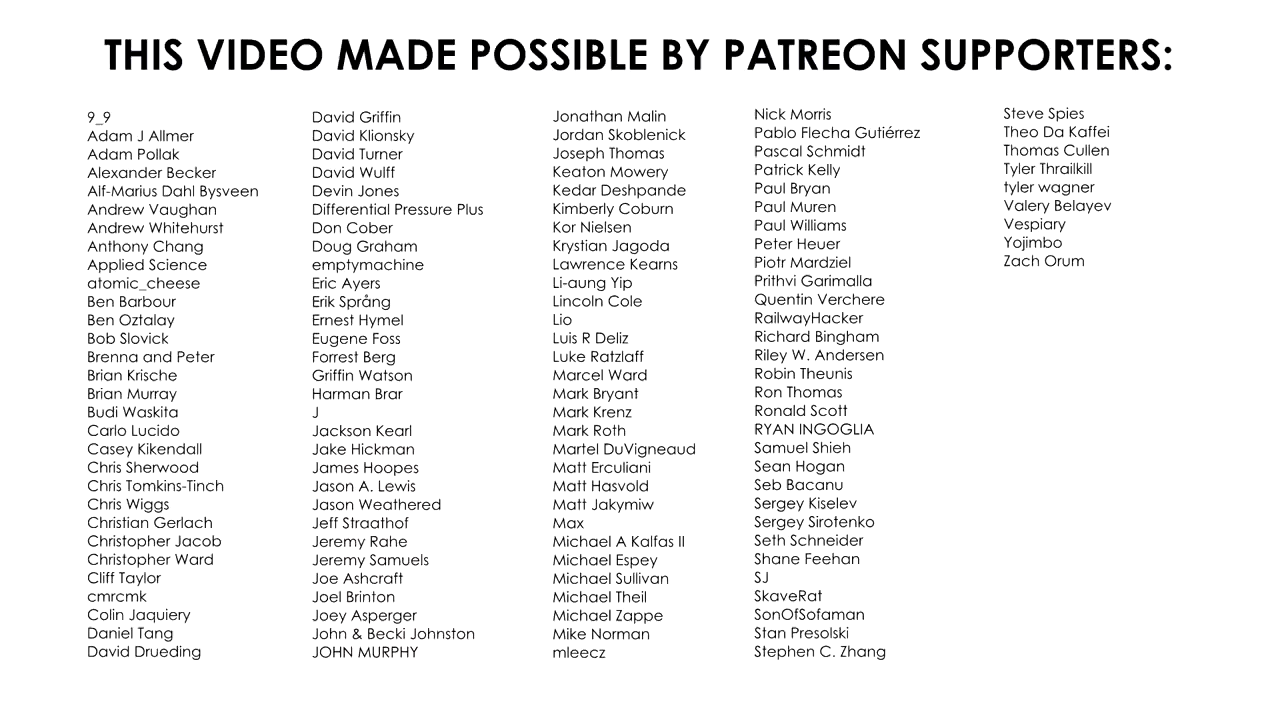 THIS VIDEO MADE POSSIBLE BY PATREON SUPPORTERS:
9_9
Adam J Allmer
Adam Pollak
Alexander Becker
Alf-Marius Dahl Bysveen
Andrew Vaughan
Andrew Whitehurst
Anthony Chang
Applied Science
atomic_cheese
Ben Barbour
Ben Oztalay
Bob Slovick
Brenna and Peter
Brian Krische
Brian Murray
Budi Waskita
Carlo Lucido
Casey Kikendall
Chris Sherwood
Chris Tomkins-Tinch
Chris Wiggs
Christian Gerlach
Christopher Jacob
Christopher Ward
Cliff Taylor
cmrcmk
Colin Jaquiery
Daniel Tang
David Drueding
David Griffin
David Klionsky
David Turner
David Wulff
Devin Jones
Differential Pressure Plus
Don Cober
Doug Graham
emptymachine
Eric Ayers
Erik Språng
Ernest Hymel
Eugene Foss
Forrest Berg
Griffin Watson
Harman Brar
J
Jackson Kearl
Jake Hickman
James Hoopes
Jason A. Lewis
Jason Weathered
Jeff Straathof
Jeremy Rahe
Jeremy Samuels
Joe Ashcraft
Joel Brinton
Joey Asperger
John & Becki Johnston
JOHN MURPHY
Jonathan Malin
Jordan Skoblenick
Joseph Thomas
Keaton Mowery
Kedar Deshpande
Kimberly Coburn
Kor Nielsen
Krystian Jagoda
Lawrence Kearns
Li-aung Yip
Lincoln Cole
Lio
Luis R Deliz
Luke Ratzlaff
Marcel Ward
Mark Bryant
Mark Krenz
Mark Roth
Martel DuVigneaud
Matt Erculiani
Matt Hasvold
Matt Jakymiw
Max
Michael A Kalfas II
Michael Espey
Michael Sullivan
Michael Theil
Michael Zappe
Mike Norman
mleecz
Nick Morris
Pablo Flecha Gutiérrez
Pascal Schmidt
Patrick Kelly
Paul Bryan
Paul Muren
Paul Williams
Peter Heuer
Piotr Mardziel
Prithvi Garimalla
Quentin Verchere
RailwayHacker
Richard Bingham
Riley W. Andersen
Robin Theunis
Ron Thomas
Ronald Scott
RYAN INGOGLIA
Samuel Shieh
Sean Hogan
Seb Bacanu
Sergey Kiselev
Sergey Sirotenko
Seth Schneider
Shane Feehan
SJ
SkaveRat
SonOfSofaman
Stan Presolski
Stephen C. Zhang
Steve Spies
Theo Da Kaffei
Thomas Cullen
Tyler Thrailkill
tyler wagner
Valery Belayev
Vespiary
Yojimbo
Zach Orum